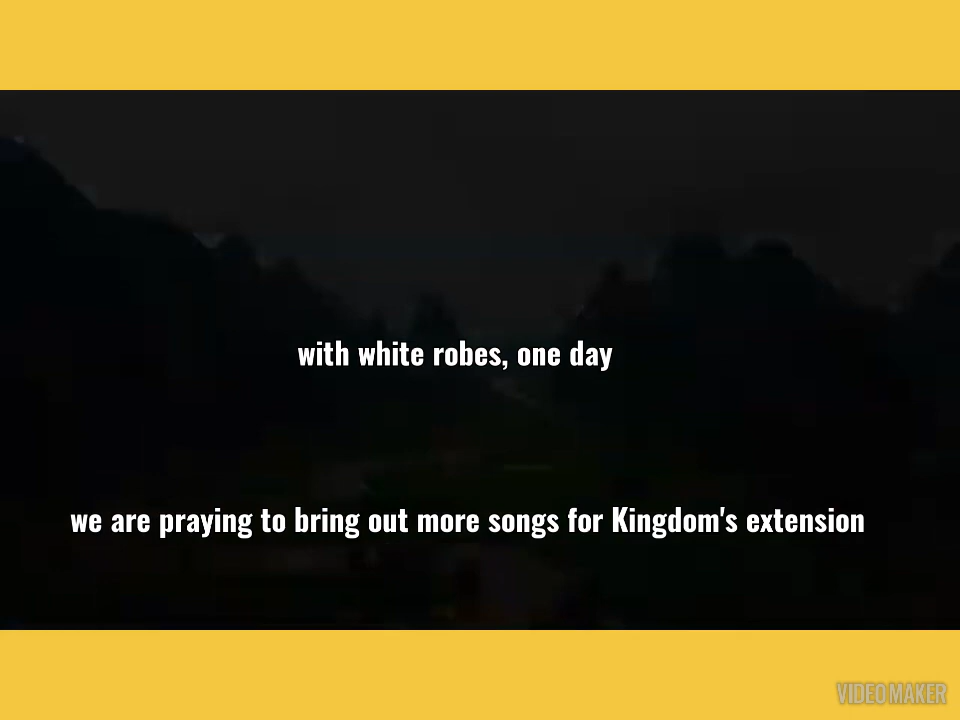 with white robes, one day
we are praying to bring out more songs for Kingdom's extension
VIDEO MAKER